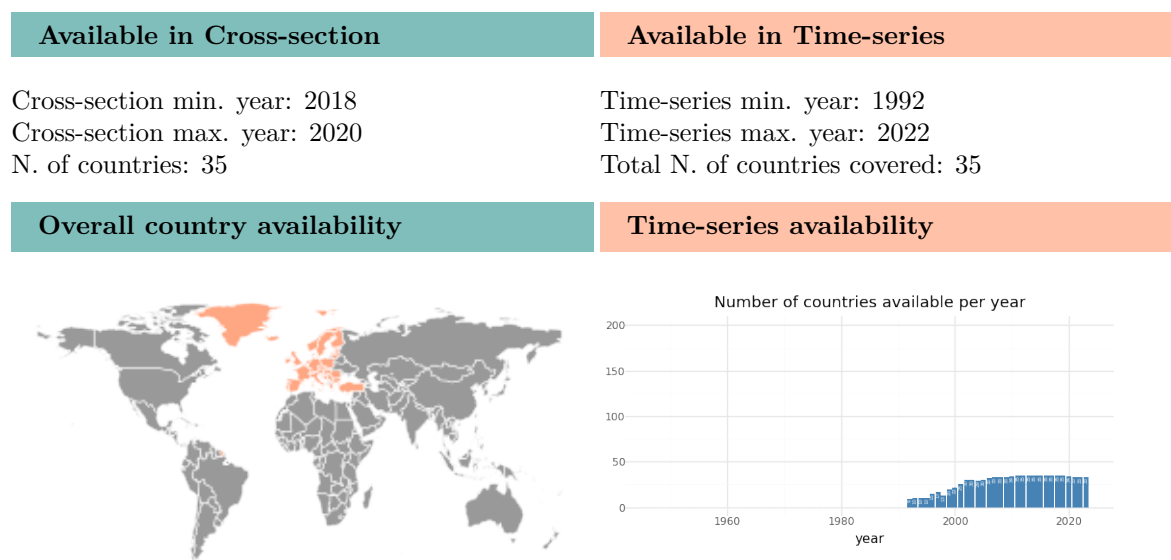 Available in Cross-section
Available in Time-series
Cross-section min. year: 2018
Cross-section max. year: 2020
N. of countries: 35
Time-series min. year: 1992
Time-series max. year: 2022
Total N. of countries covered: 35
Overall country availability
Time-series availability
Number of countries available per year
200
150
100
50
0
1960
1980
2000
2020
year